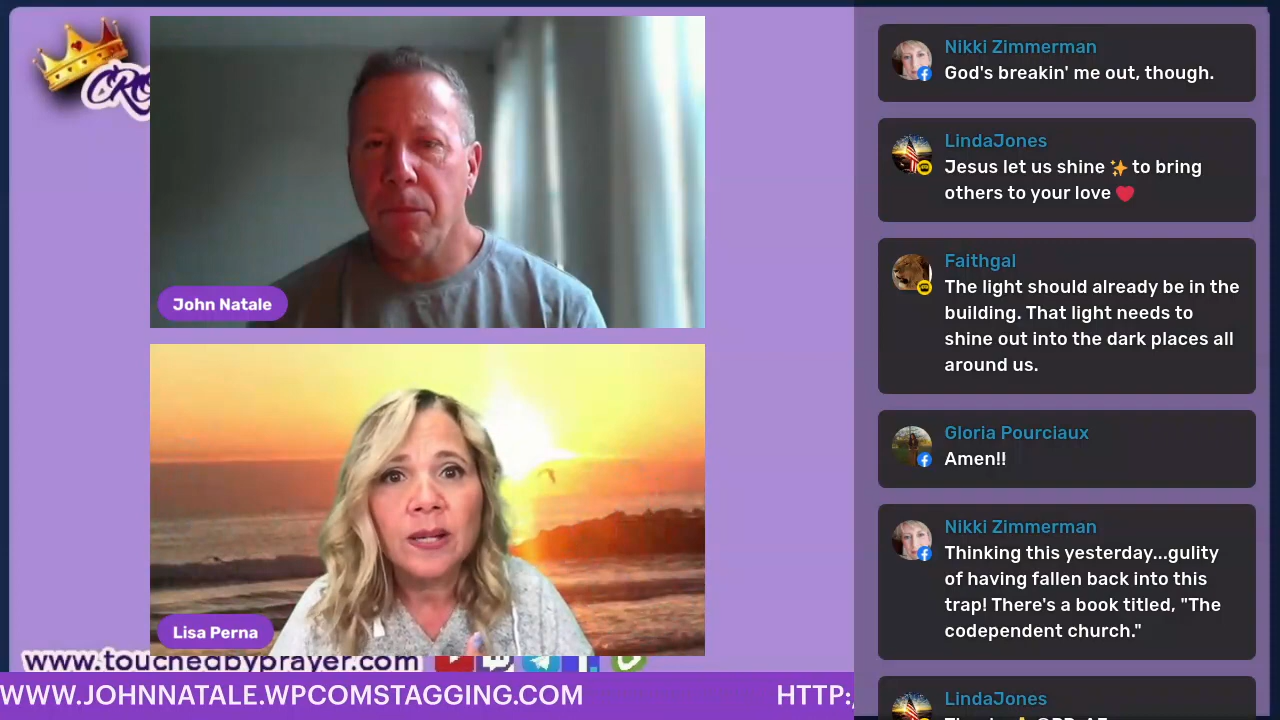 John Natale
Lisa Perna
www.touchedbyprayer.com
WWW.JOHNNATALE.WPCOMSTAGGING.COM
HTTP:
Nikki Zimmerman
God's breakin' me out, though.
LindaJones
Jesus let us shine ✨ to bring
others to your love ❤️
Faithgal
The light should already be in the
building. That light needs to
shine out into the dark places all
around us.
Gloria Pourciaux
Amen!!
Nikki Zimmerman
Thinking this yesterday...gulity
of having fallen back into this
trap! There's a book titled, "The
codependent church."
LindaJones